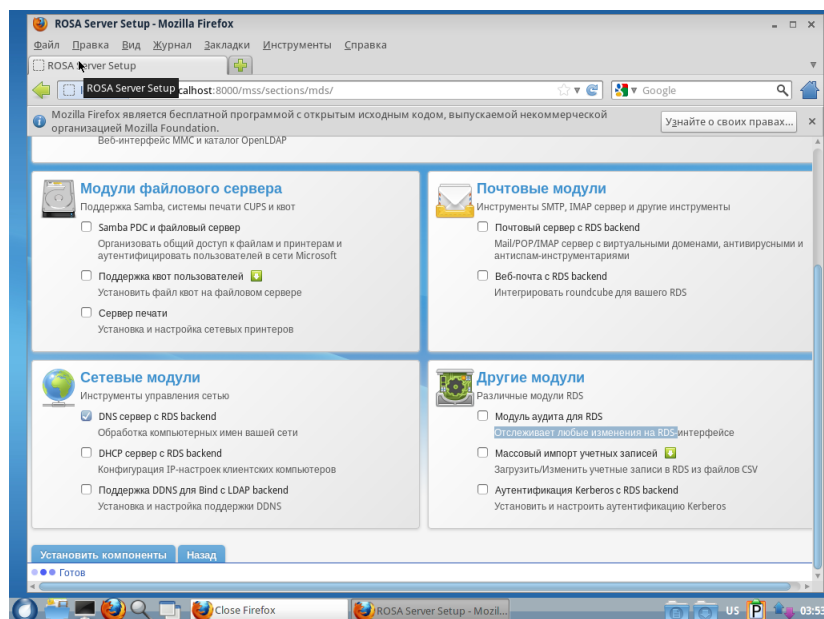 ROSA Server Setup - Mozilla Firefox
Файл Правка Вид Журнал Закладки Инструменты Справка
ROSA Server Setup
ROSA Server Setup
calhost:8000/mss/sections/mds/
Google
Mozilla Firefox является бесплатной программой с открытым исходным кодом, выпускаемой некоммерческой
организацией Mozilla Foundation.
Узнайте о своих правах...
Веб-интерфейс MMC и каталог OpenLDAP
Модули файлового сервера
Поддержка Samba, системы печати CUPS и квот
Samba PDC и файловый сервер
Организовать общий доступ к файлам и принтерам и
аутентифицировать пользователей в сети Microsoft
Поддержка квот пользователей
Установить файл квот на файловом сервере
Сервер печати
Установка и настройка сетевых принтеров
Почтовые модули
Инструменты SMTP, IMAP сервер и другие инструменты
Почтовый сервер с RDS backend
Mail/POP/IMAP сервер с виртуальными доменами, антивирусными и
антиспам-инструментариями
Веб-почта с RDS backend
Интегрировать roundcube для вашего RDS
Сетевые модули
Инструменты управления сетью
DNS сервер с RDS backend
Обработка компьютерных имен вашей сети
DHCP сервер с RDS backend
Конфигурация IP-настроек клиентских компьютеров
Поддержка DDNS для Bind с LDAP backend
Установка и настройка поддержки DDNS
Другие модули
Различные модули RDS
Модуль аудита для RDS
Отслеживает любые изменения на RDS-интерфейсе
Массовый импорт учетных записей
Загрузить/Изменить учетные записи в RDS из файлов CSV
Аутентификация Kerberos с RDS backend
Установить и настроить аутентификацию Kerberos
Установить компоненты Назад
Готов
Close Firefox
ROSA Server Setup - Mozil...
US
P
03:53